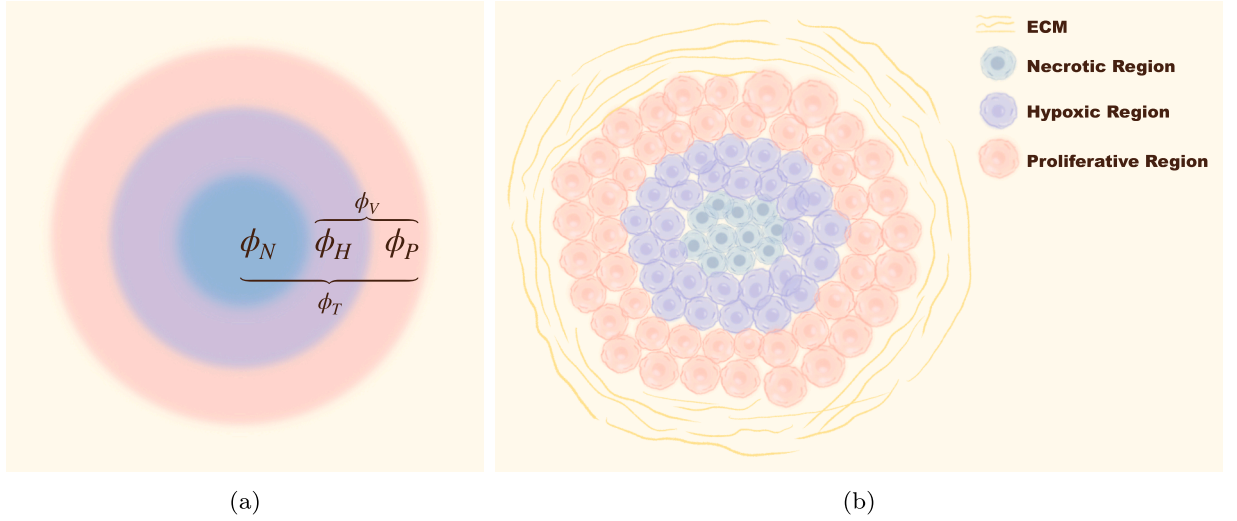 ϕ_V
ϕ_N ϕ_H ϕ_P
ϕ_T
ECM
Necrotic Region
Hypoxic Region
Proliferative Region
(a)
(b)